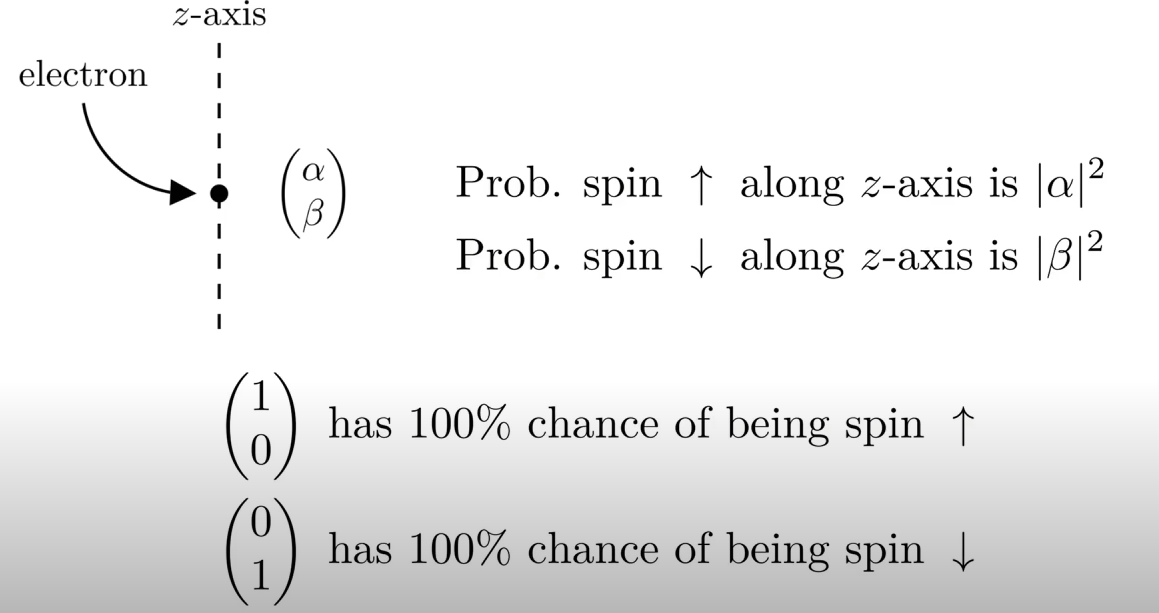 z-axis
electron
(α
β)
Prob. spin ↑ along z-axis is |α|²
Prob. spin ↓ along z-axis is |β|²
(1
0) has 100% chance of being spin ↑
(0
1) has 100% chance of being spin ↓